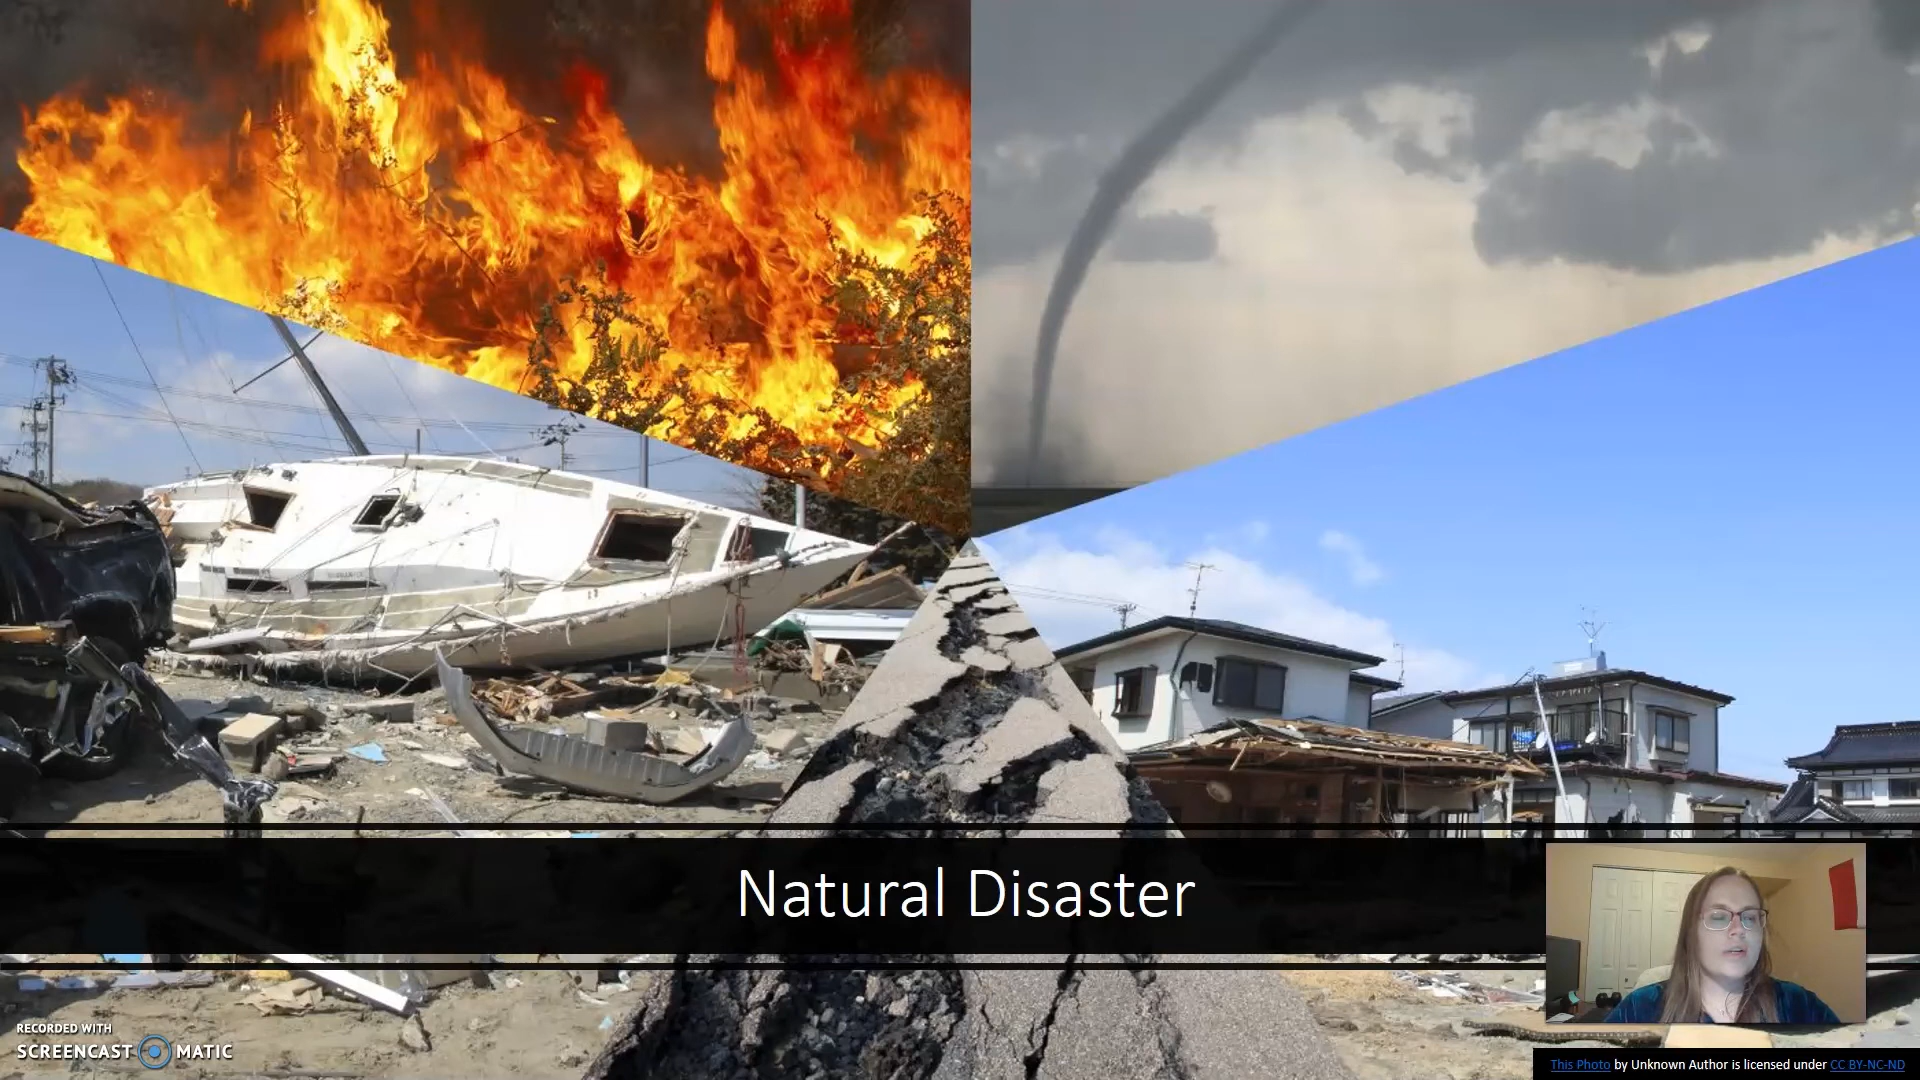 Natural Disaster
RECORDED WITH
SCREENCAST MATIC
This Photo by Unknown Author is licensed under CC BY-NC-ND